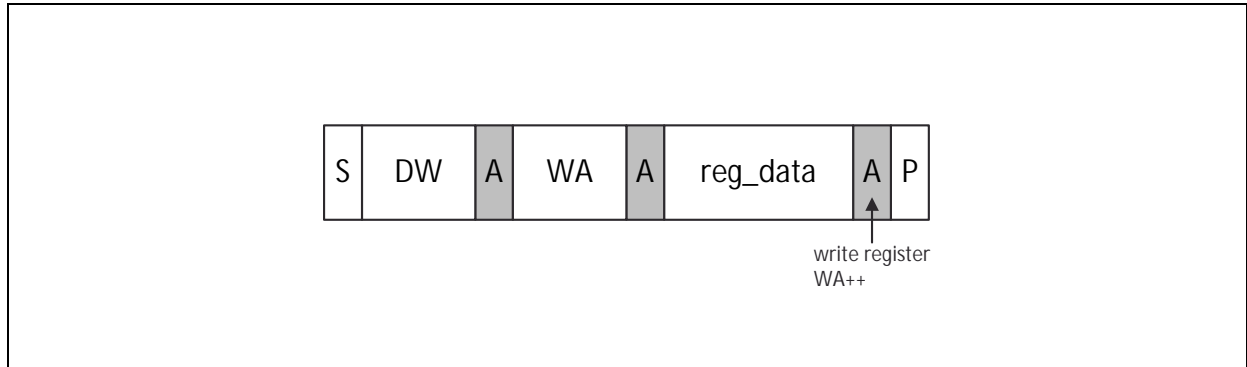 S DW A WA A reg_data A P
write register
WA++